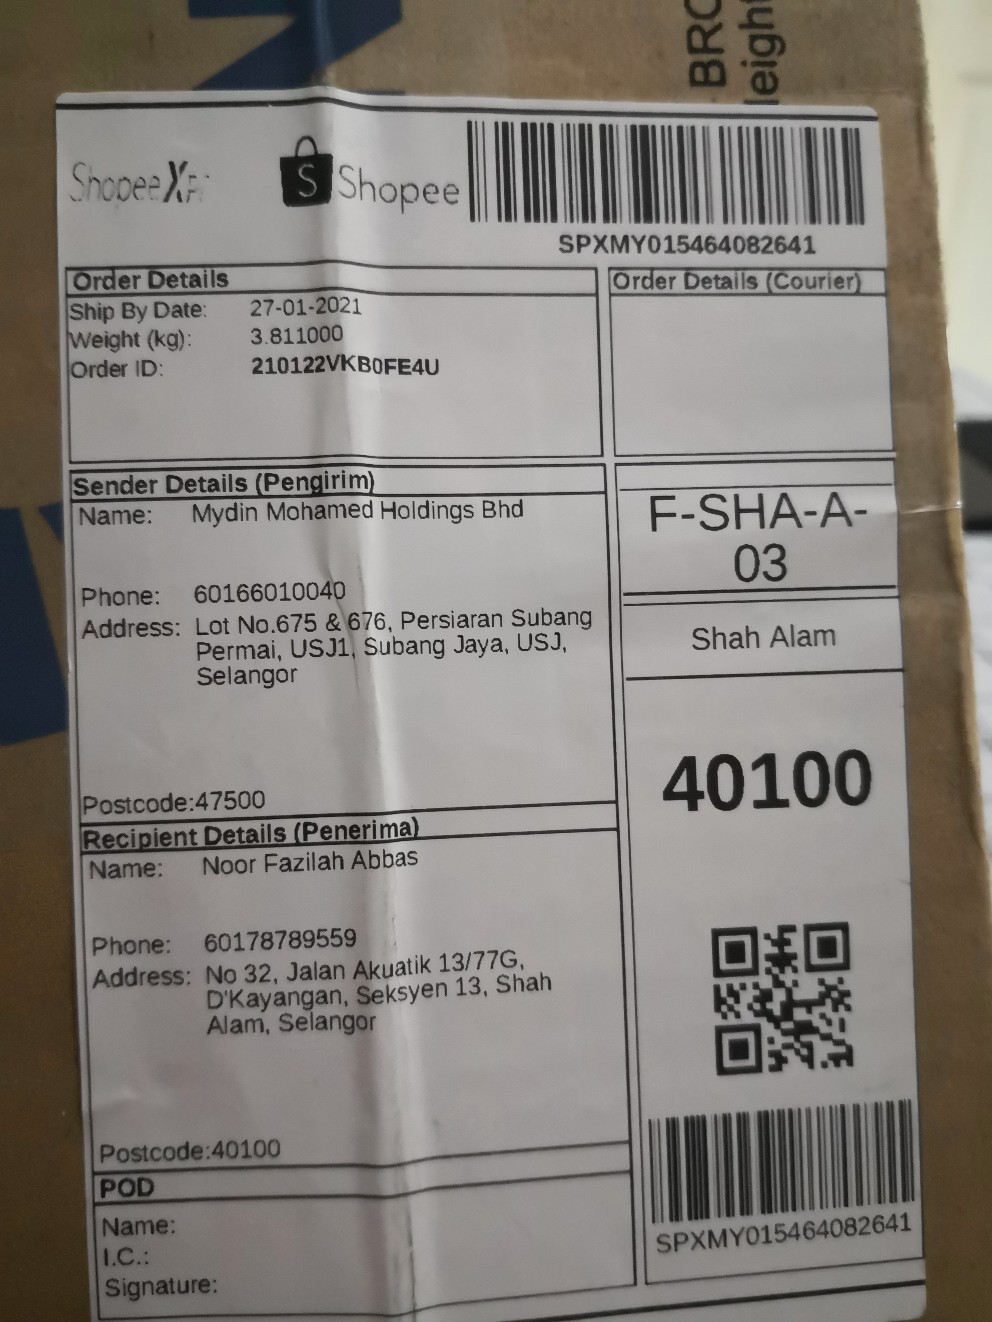 BRO
eigh
ShopeeX
S Shopee
SPXMY015464082641
Order Details
Ship By Date: 27-01-2021
Weight (kg): 3.811000
Order ID: 210122VKB0FE4U
Order Details (Courier)
Sender Details (Pengirim)
Name: Mydin Mohamed Holdings Bhd
Phone: 60166010040
Address: Lot No.675 & 676, Persiaran Subang
Permai, USJ1, Subang Jaya, USJ,
Selangor
Postcode:47500
F-SHA-A-
03
Shah Alam
40100
Recipient Details (Penerima)
Name: Noor Fazilah Abbas
Phone: 60178789559
Address: No 32, Jalan Akuatik 13/77G,
D'Kayangan, Seksyen 13, Shah
Alam, Selangor
Postcode:40100
POD
Name:
I.C.:
Signature:
SPXMY015464082641